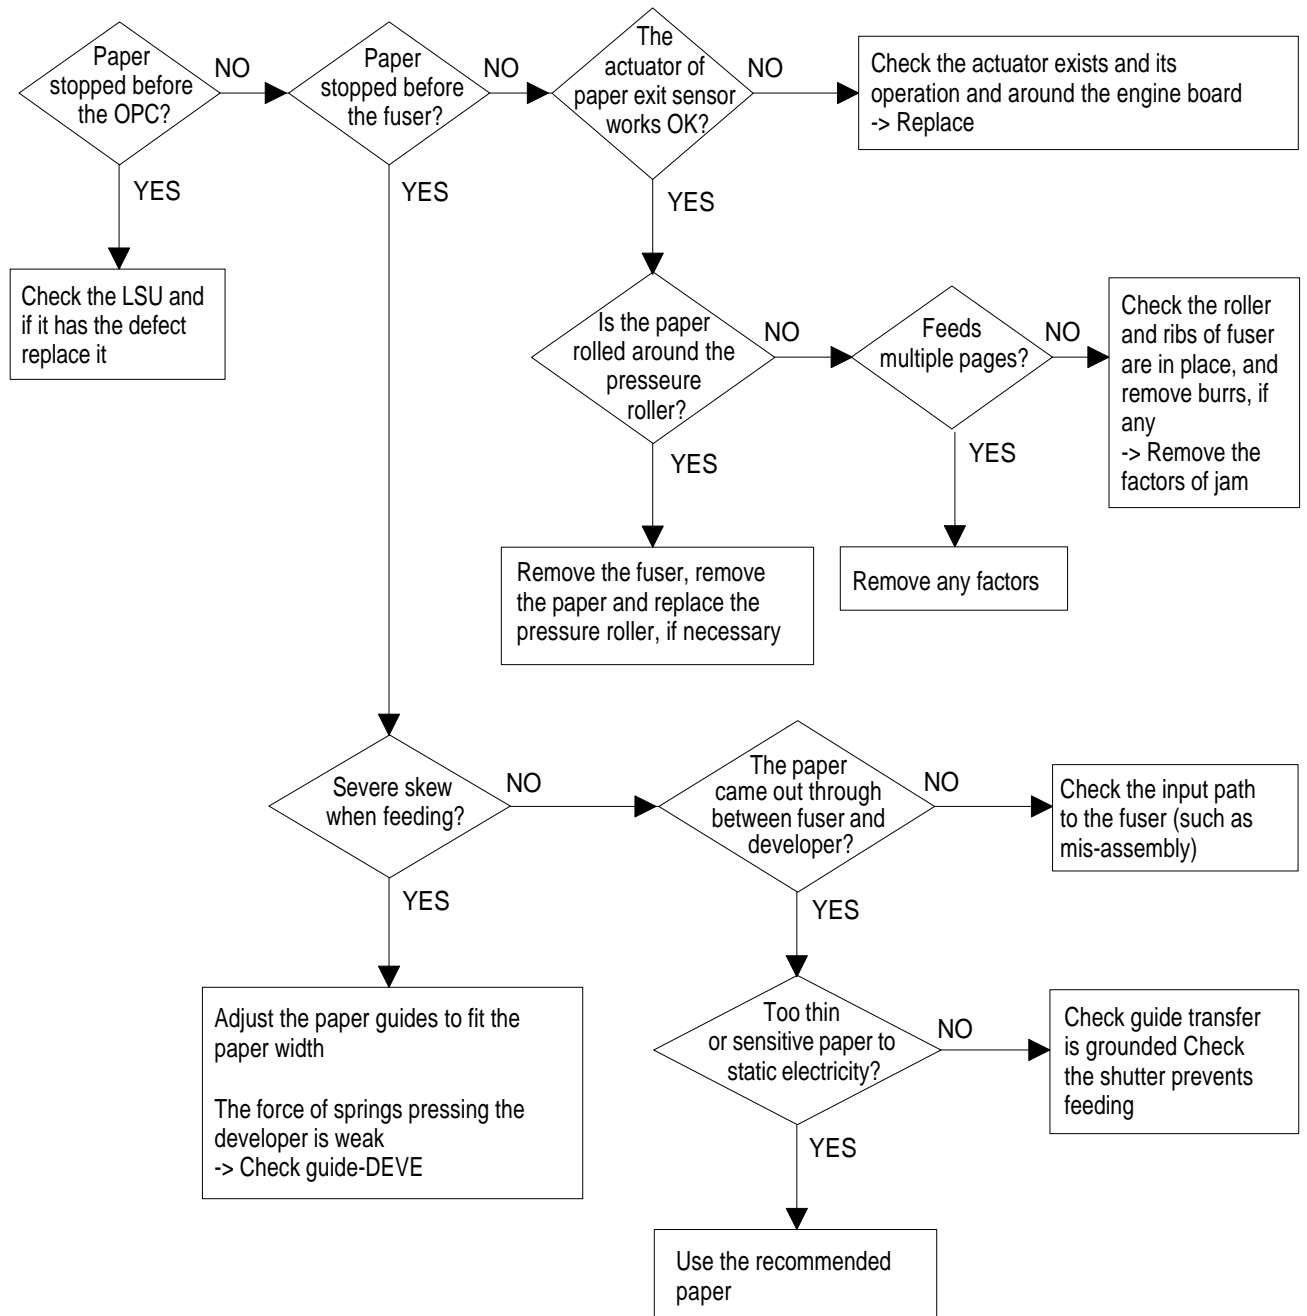 Paper
stopped before
the OPC?
NO
Paper
stopped before
the fuser?
NO
The
actuator of
paper exit sensor
works OK?
NO
Check the actuator exists and its
operation and around the engine board
-> Replace
YES
YES
YES
Check the LSU and
if it has the defect
replace it
Is the paper
rolled around the
presseure
roller?
NO
Feeds
multiple pages?
NO
Check the roller
and ribs of fuser
are in place, and
remove burrs, if
any
-> Remove the
factors of jam
YES
YES
Remove the fuser, remove
the paper and replace the
pressure roller, if necessary
Remove any factors
Severe skew
when feeding?
NO
The paper
came out through
between fuser and
developer?
NO
Check the input path
to the fuser (such as
mis-assembly)
YES
YES
Adjust the paper guides to fit the
paper width
The force of springs pressing the
developer is weak
-> Check guide-DEVE
Too thin
or sensitive paper to
static electricity?
NO
Check guide transfer
is grounded Check
the shutter prevents
feeding
YES
Use the recommended
paper